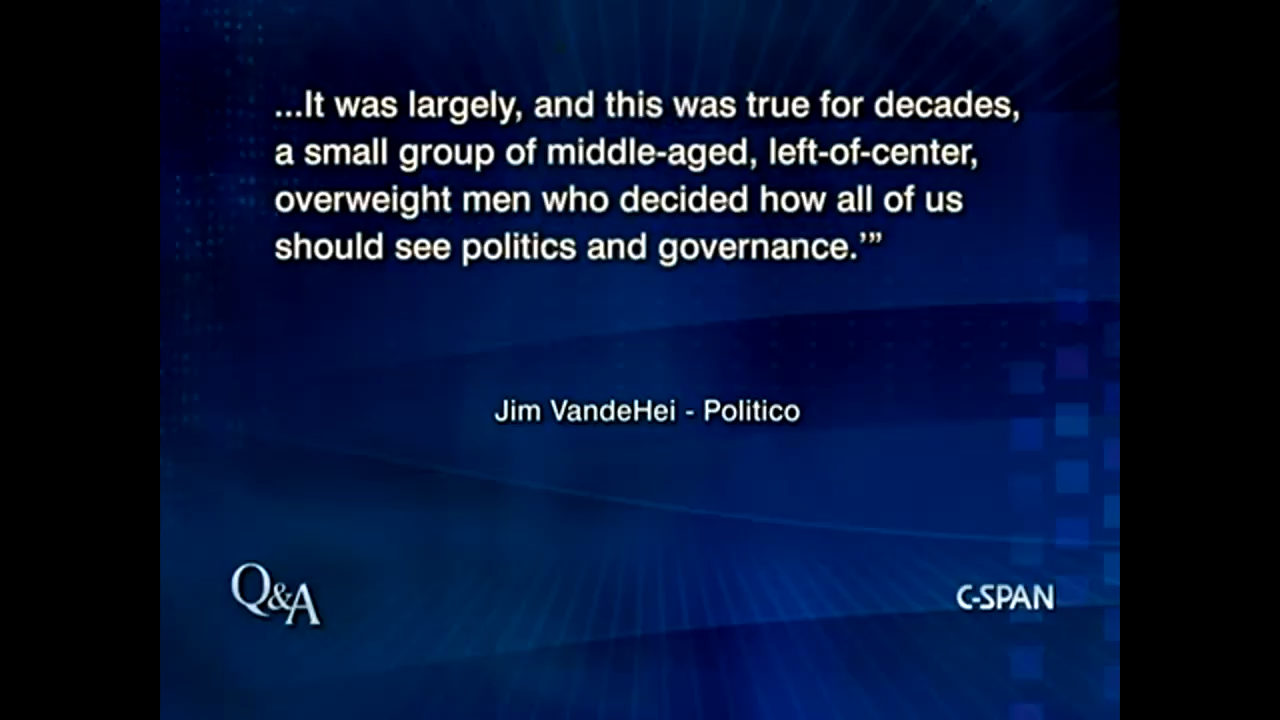 ...It was largely, and this was true for decades,
a small group of middle-aged, left-of-center,
overweight men who decided how all of us
should see politics and governance.’”
Jim VandeHei - Politico
Q&A
C-SPAN